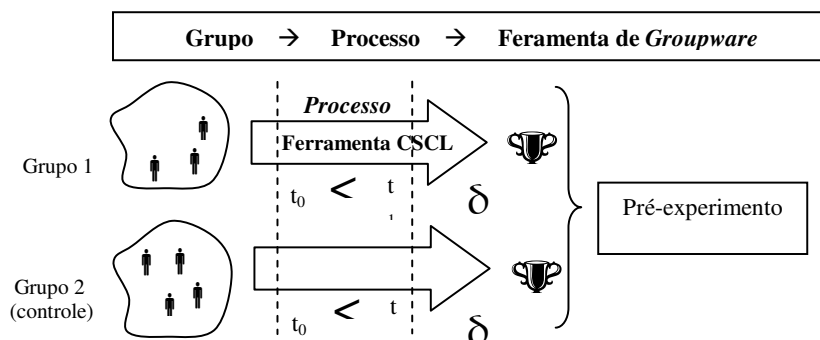 Grupo → Processo → Feramenta de Groupware
Processo
Ferramenta CSCL
Grupo 1
t0 < t
δ
Pré-experimento
Grupo 2
(controle)
t0 < t
δ